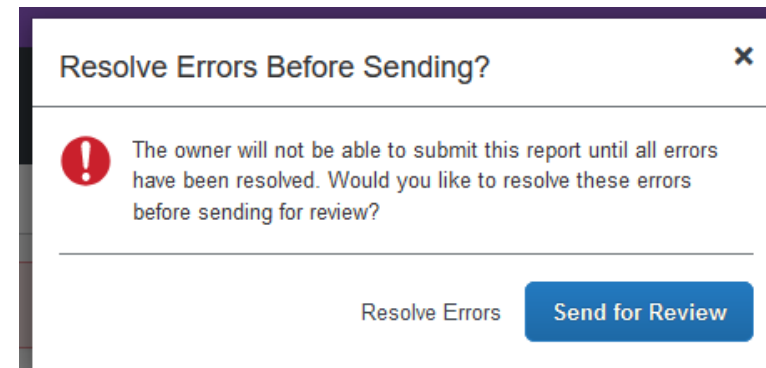 Resolve Errors Before Sending?
The owner will not be able to submit this report until all errors
have been resolved. Would you like to resolve these errors
before sending for review?
Resolve Errors
Send for Review